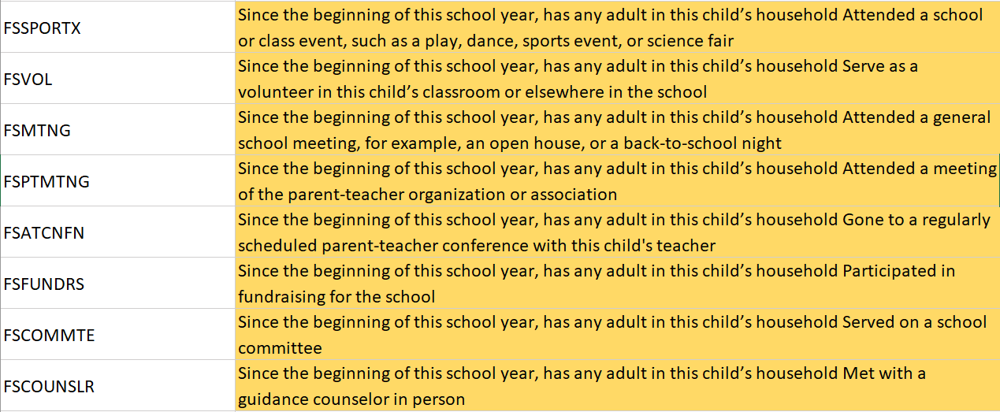 FSSPORTX
Since the beginning of this school year, has any adult in this child’s household Attended a school
or class event, such as a play, dance, sports event, or science fair
FSVOL
Since the beginning of this school year, has any adult in this child’s household Serve as a
volunteer in this child’s classroom or elsewhere in the school
FSMTNG
Since the beginning of this school year, has any adult in this child’s household Attended a general
school meeting, for example, an open house, or a back-to-school night
FSPTMTNG
Since the beginning of this school year, has any adult in this child’s household Attended a meeting
of the parent-teacher organization or association
FSATCNFN
Since the beginning of this school year, has any adult in this child’s household Gone to a regularly
scheduled parent-teacher conference with this child's teacher
FSFUNDRS
Since the beginning of this school year, has any adult in this child’s household Participated in
fundraising for the school
FSCOMMTE
Since the beginning of this school year, has any adult in this child’s household Served on a school
committee
FSCOUNSLR
Since the beginning of this school year, has any adult in this child’s household Met with a
guidance counselor in person